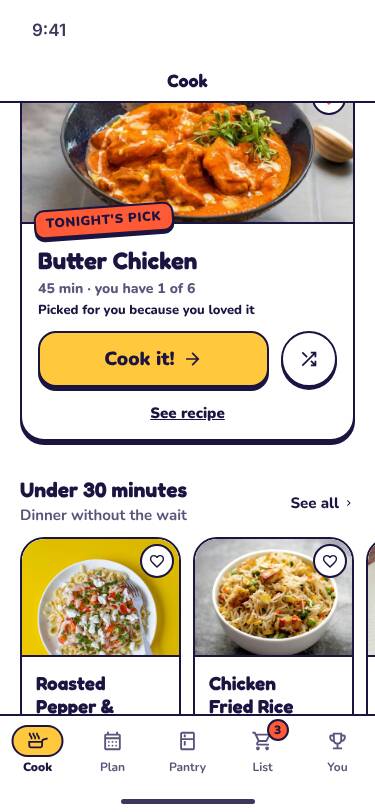 9:41
Cook
TONIGHT'S PICK
Butter Chicken
45 min · you have 1 of 6
Picked for you because you loved it
Cook it! →
See recipe
Under 30 minutes
Dinner without the wait
See all ›
Roasted
Pepper &
Chicken
Fried Rice
3
Cook
Plan
Pantry
List
You